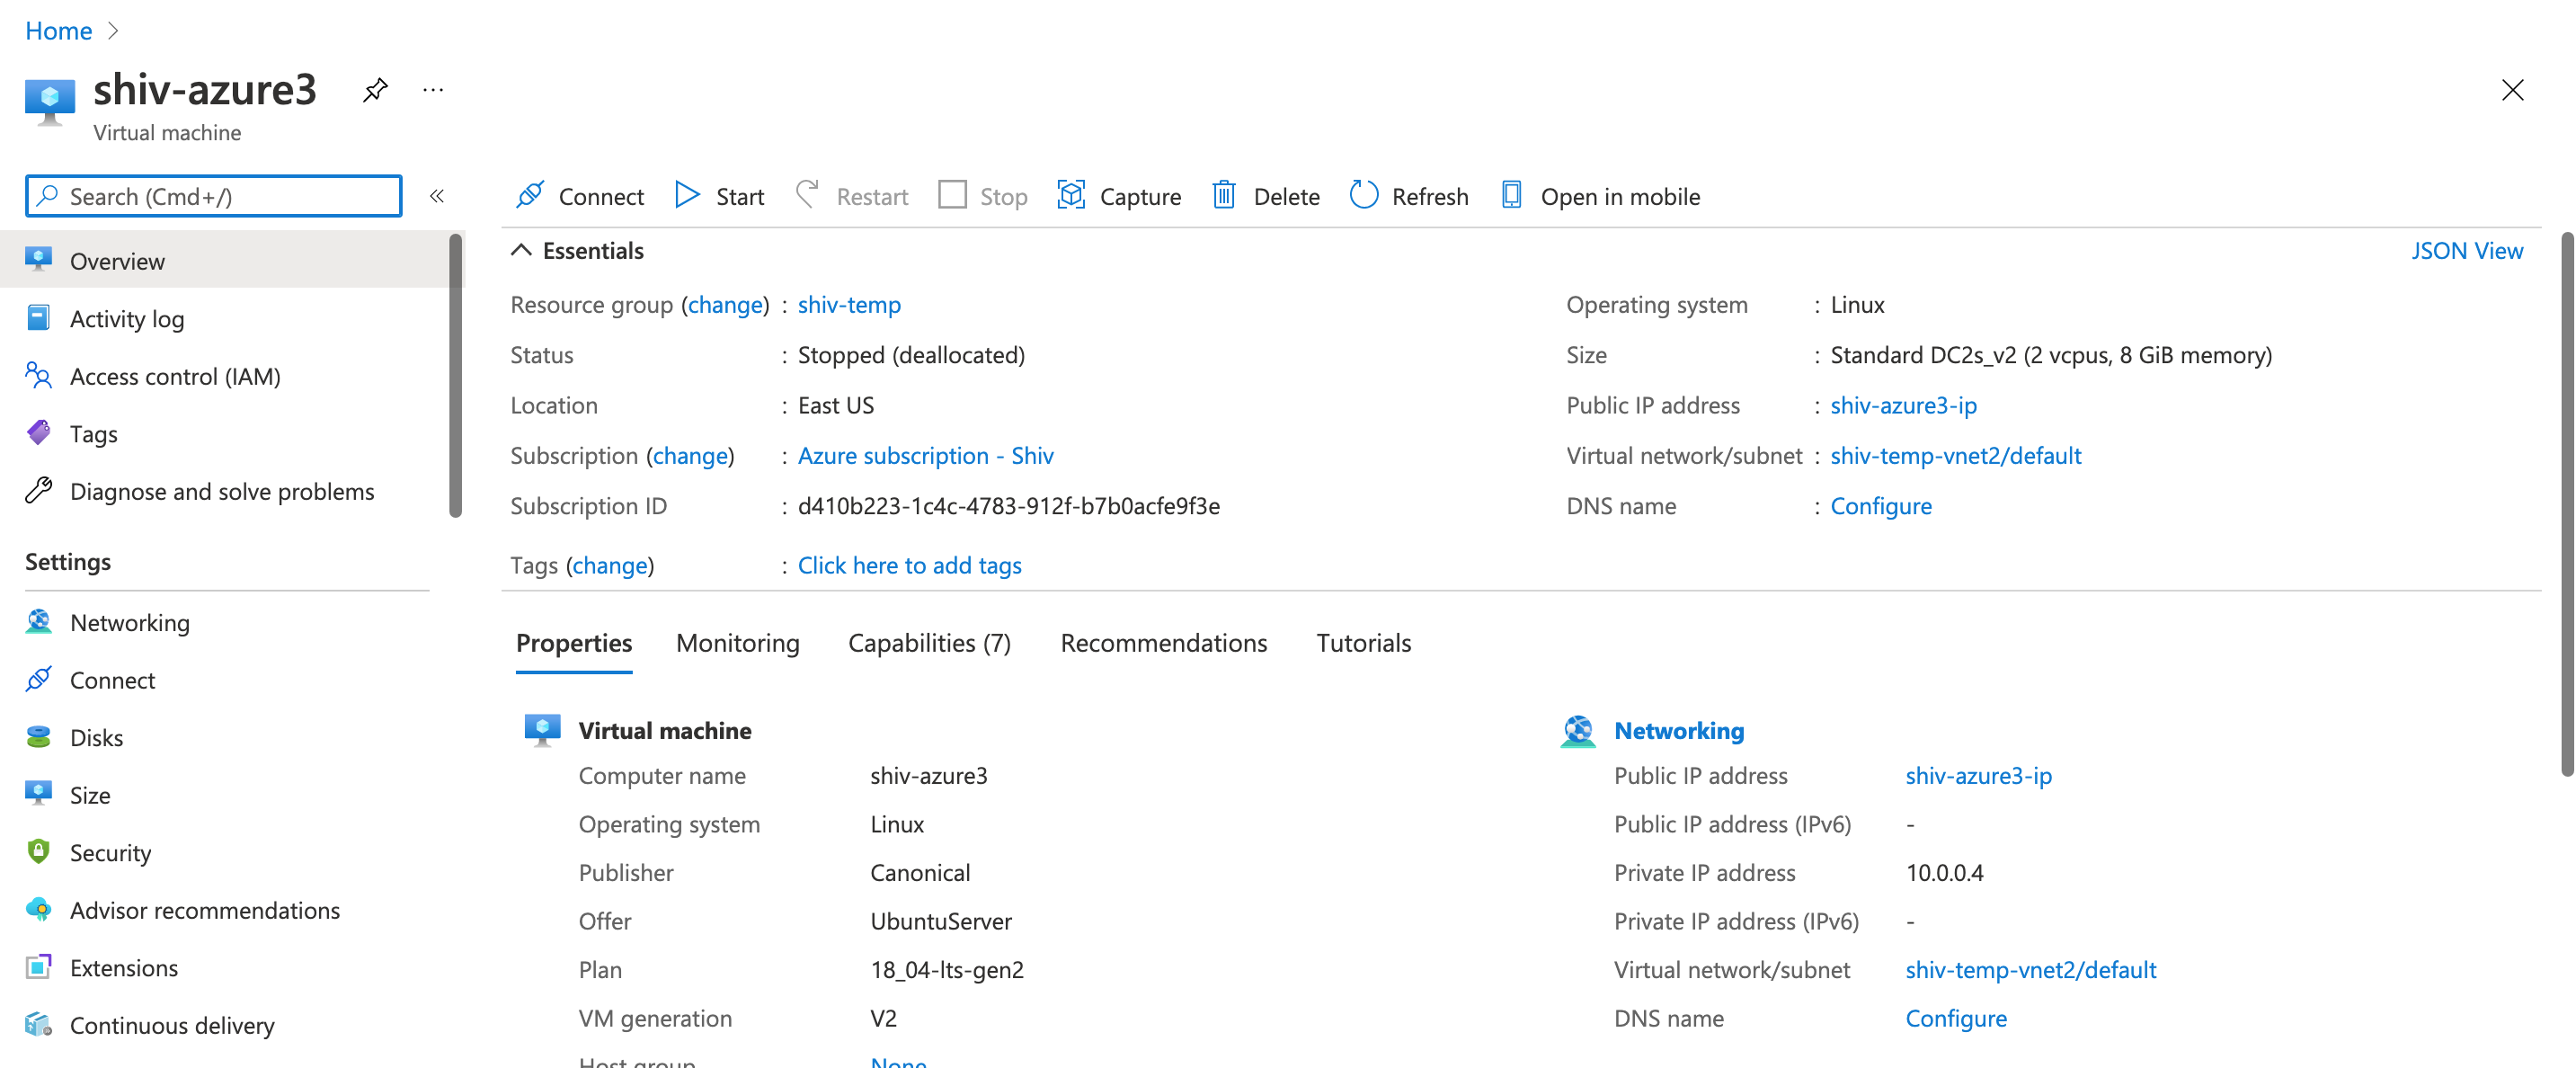 Home
shiv-azure3
Virtual machine
Search (Cmd+/)
Connect Start Restart Stop Capture Delete Refresh Open in mobile
Overview
Activity log
Access control (IAM)
Tags
Diagnose and solve problems
Settings
Networking
Connect
Disks
Size
Security
Advisor recommendations
Extensions
Continuous delivery
Essentials
JSON View
Resource group (change) : shiv-temp
Status : Stopped (deallocated)
Location : East US
Subscription (change) : Azure subscription - Shiv
Subscription ID : d410b223-1c4c-4783-912f-b7b0acfe9f3e
Tags (change) : Click here to add tags
Operating system : Linux
Size : Standard DC2s_v2 (2 vcpus, 8 GiB memory)
Public IP address : shiv-azure3-ip
Virtual network/subnet : shiv-temp-vnet2/default
DNS name : Configure
Properties Monitoring Capabilities (7) Recommendations Tutorials
Virtual machine
Computer name shiv-azure3
Operating system Linux
Publisher Canonical
Offer UbuntuServer
Plan 18_04-lts-gen2
VM generation V2
Host group None
Networking
Public IP address shiv-azure3-ip
Public IP address (IPv6) -
Private IP address 10.0.0.4
Private IP address (IPv6) -
Virtual network/subnet shiv-temp-vnet2/default
DNS name Configure